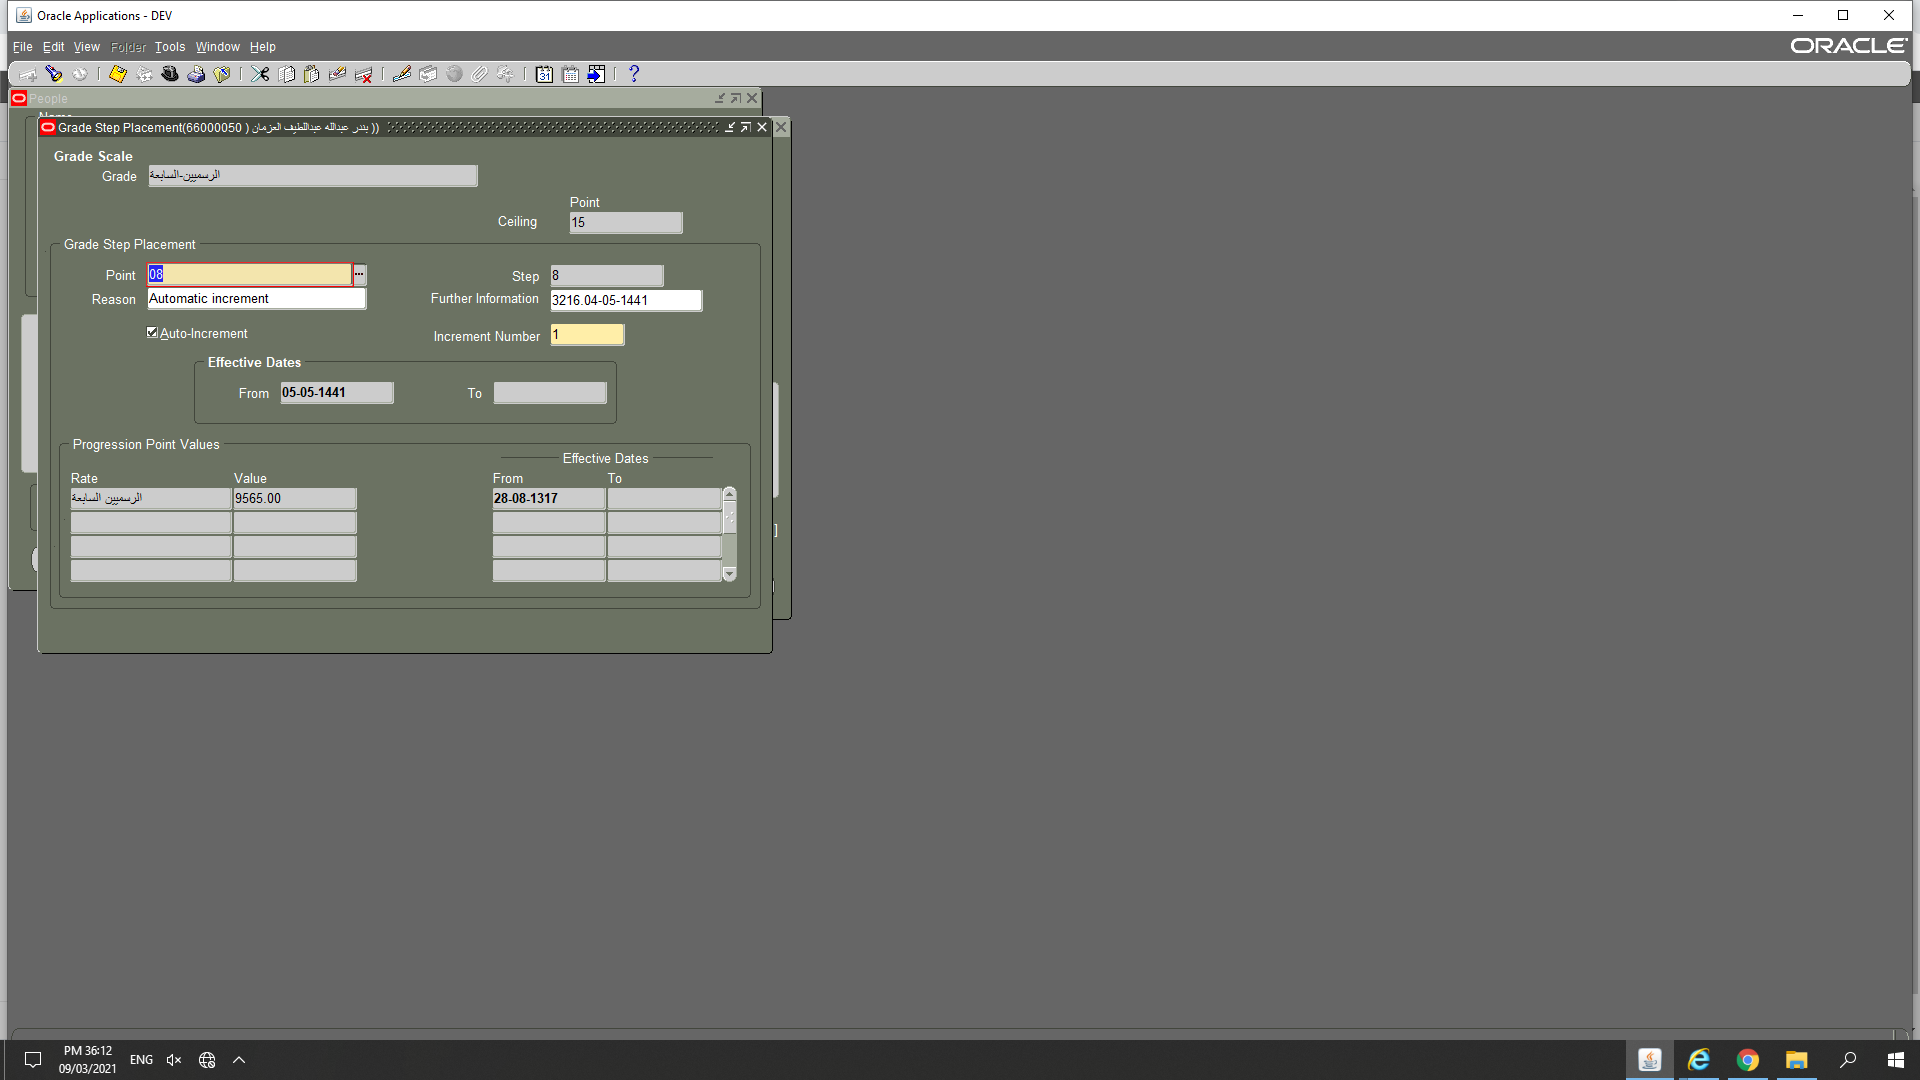 Oracle Applications - DEV
File Edit View Folder Tools Window Help
ORACLE
People
Grade Step Placement(66000050 ) بندر عبدالله عبداللطيف العزمان ))
Grade Scale
Grade الرسميين-السابعة
Point
Ceiling 15
Grade Step Placement
Point 08 Step 8
Reason Automatic increment Further Information 3216.04-05-1441
Auto-Increment Increment Number 1
Effective Dates
From 05-05-1441 To
Progression Point Values
Effective Dates
Rate Value From To
الرسميين السابعة 9565.00 28-08-1317
PM 36:12
ENG
09/03/2021